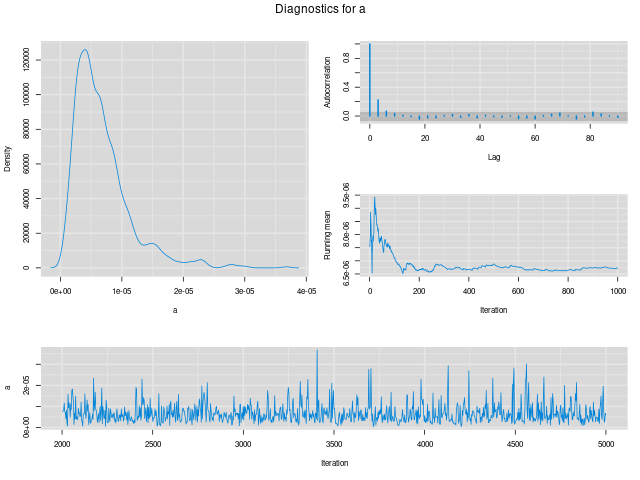 Diagnostics for a
Density
0 20000 40000 60000 80000 120000
0e+00 1e-05 2e-05 3e-05 4e-05
a
Autocorrelation
0.0 0.4 0.8
0 20 40 60 80
Lag
Running mean
6.5e-06 8.0e-06 9.5e-06
0 200 400 600 800 1000
Iteration
a
0e+00 2e-05
2000 2500 3000 3500 4000 4500 5000
Iteration